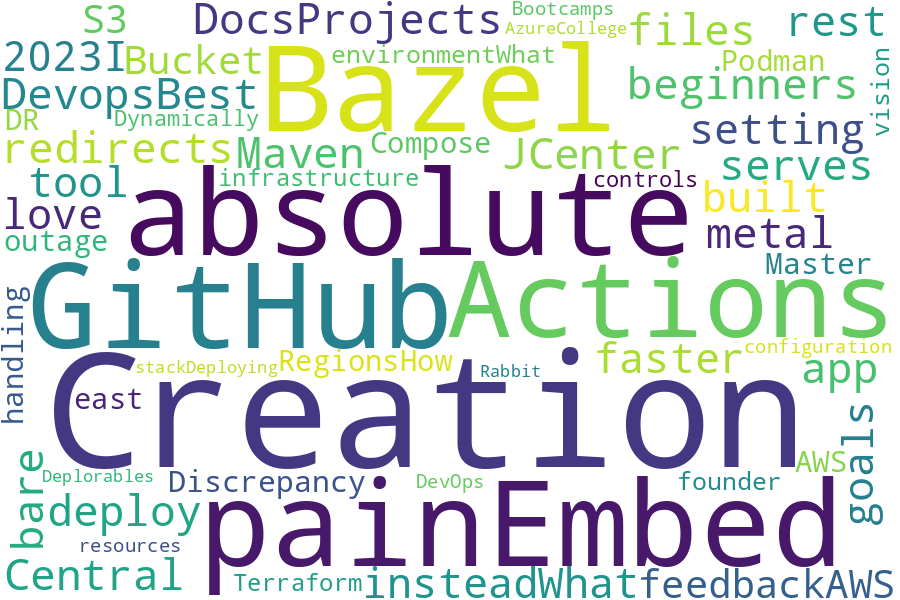 S3
DocsProjects
Bootcamps
AzureCollege
files
rest
2023I
Bucket
Bazel
environmentWhat
Podman
vision
DevopsBest
beginners
DR
Dynamically
redirects
Maven
Compose
JCenter
setting
serves
tool
infrastructure
absolute
controls
built
love
metal
outage
GitHub
Actions
Master
handling
Creation
stackDeploying
RegionsHow
Rabbit
faster
configuration
app
east
goals
bare
Deplorables
Discrepancy
DevOps
founder
AWS
deploy
painEmbed
resources
Central
Terraform
insteadWhat
feedbackAWS